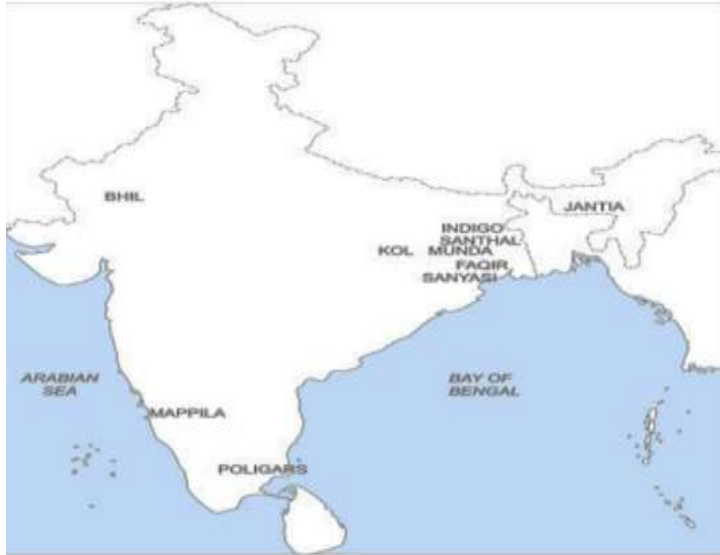 BHIL
JANTIA
INDIGO
SANTHAL
KOL MUNDA
FAQIR
SANYASI
ARABIAN
SEA
BAY OF
BENGAL
MAPPILA
POLIGARS